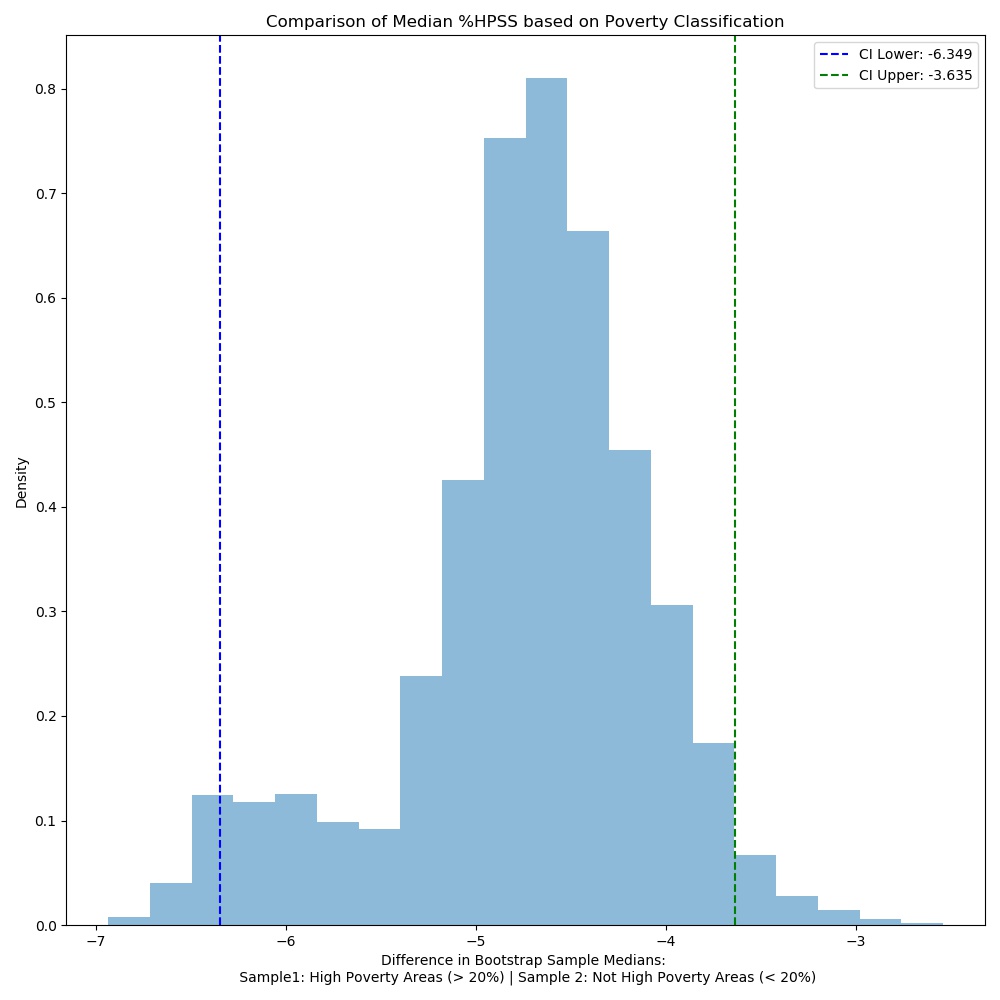 Comparison of Median %HPSS based on Poverty Classification
CI Lower: -6.349
CI Upper: -3.635
0.8
0.7
0.6
0.5
0.4
0.3
0.2
0.1
0.0
Density
−7
−6
−5
−4
−3
Difference in Bootstrap Sample Medians:
Sample1: High Poverty Areas (> 20%) | Sample 2: Not High Poverty Areas (< 20%)